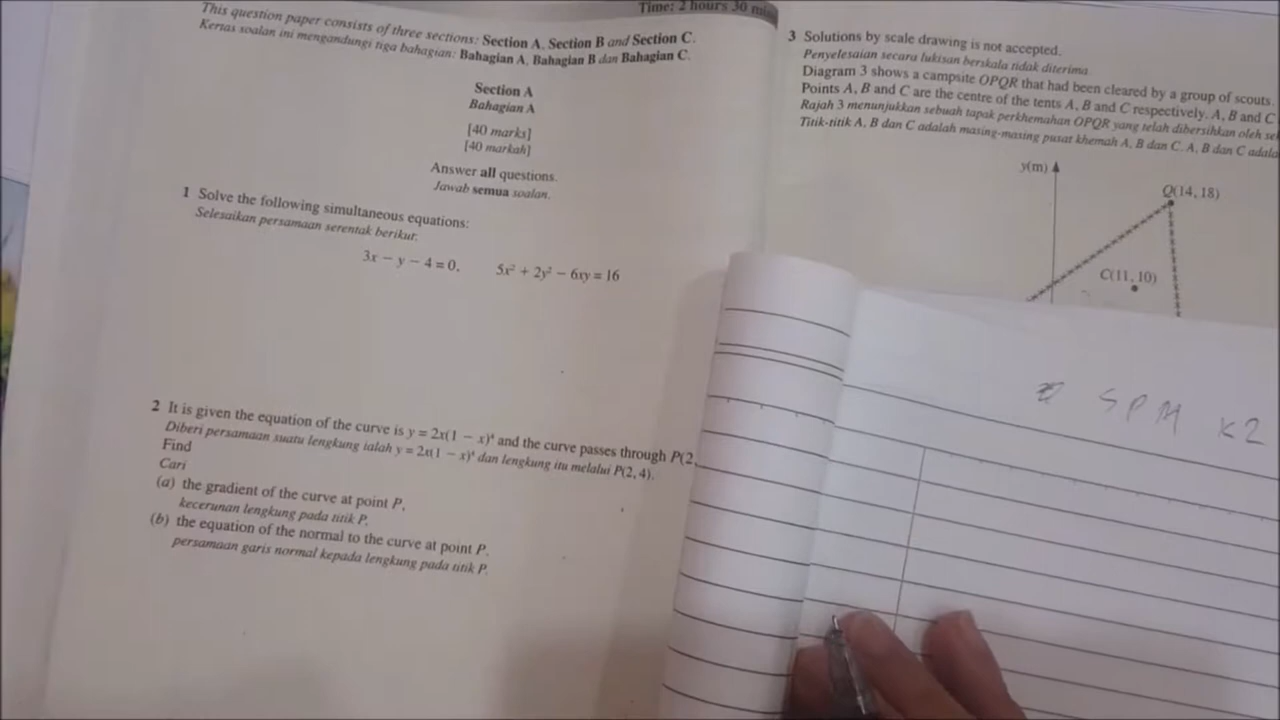 Time: 2 hours 30
This question paper consists of three sections: Section A, Section B and Section C.
Kertas soalan ini mengandungi tiga bahagian: Bahagian A, Bahagian B dan Bahagian C.
Section A
Bahagian A
[40 marks]
[40 markah]
Answer all questions.
Jawab semua soalan.
1 Solve the following simultaneous equations:
Selesaikan persamaan serentak berikut:
3x − y − 4 = 0, 5x² + 2y² − 6xy = 16
2 It is given the equation of the curve is y = 2x(1 − x)⁴ and the curve passes through P(2,
Diberi persamaan suatu lengkung ialah y = 2x(1 − x)⁴ dan lengkung itu melalui P(2, 4).
Find
Cari
(a) the gradient of the curve at point P,
kecerunan lengkung pada titik P,
(b) the equation of the normal to the curve at point P.
persamaan garis normal kepada lengkung pada titik P.
3 Solutions by scale drawing is not accepted.
Penyelesaian secara lukisan berskala tidak diterima.
Diagram 3 shows a campsite OPQR that had been cleared by a group of scouts.
Points A, B and C are the centre of the tents A, B and C respectively. A, B and C
Rajah 3 menunjukkan sebuah tapak perkhemahan OPQR yang telah dibersihkan oleh
Titik-titik A, B dan C adalah masing-masing pusat khemah A, B dan C. A, B dan C
y(m)
Q(14, 18)
C(11, 10)
SPM K2